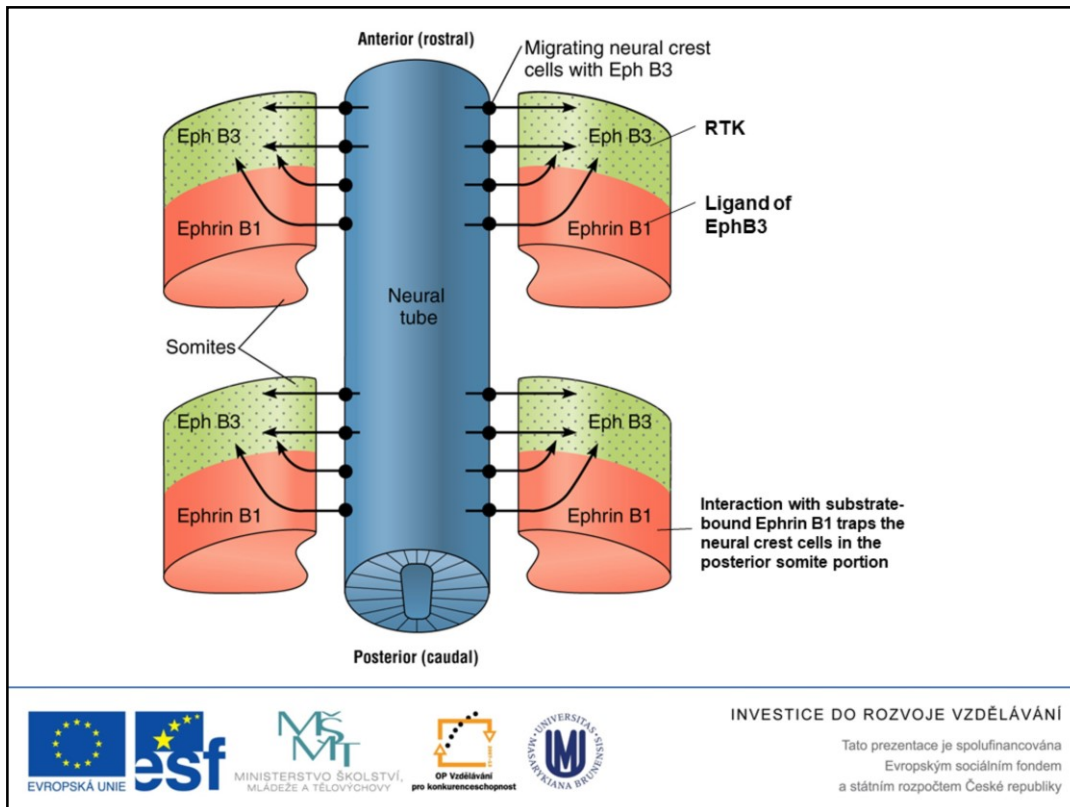 Anterior (rostral)
Migrating neural crest
cells with Eph B3
Eph B3
Eph B3
RTK
Ephrin B1
Ephrin B1
Ligand of
EphB3
Neural
tube
Somites
Eph B3
Eph B3
Ephrin B1
Ephrin B1
Interaction with substrate-
bound Ephrin B1 traps the
neural crest cells in the
posterior somite portion
Posterior (caudal)
EVROPSKÁ UNIE
esf
MŠMT
MINISTERSTVO ŠKOLSTVÍ,
MLÁDEŽE A TĚLOVÝCHOVY
OP Vzdělávání
pro konkurenceschopnost
UNIVERSITAS
MASARYKIANA BRUNENSIS
INVESTICE DO ROZVOJE VZDĚLÁVÁNÍ
Tato prezentace je spolufinancována
Evropským sociálním fondem
a státním rozpočtem České republiky